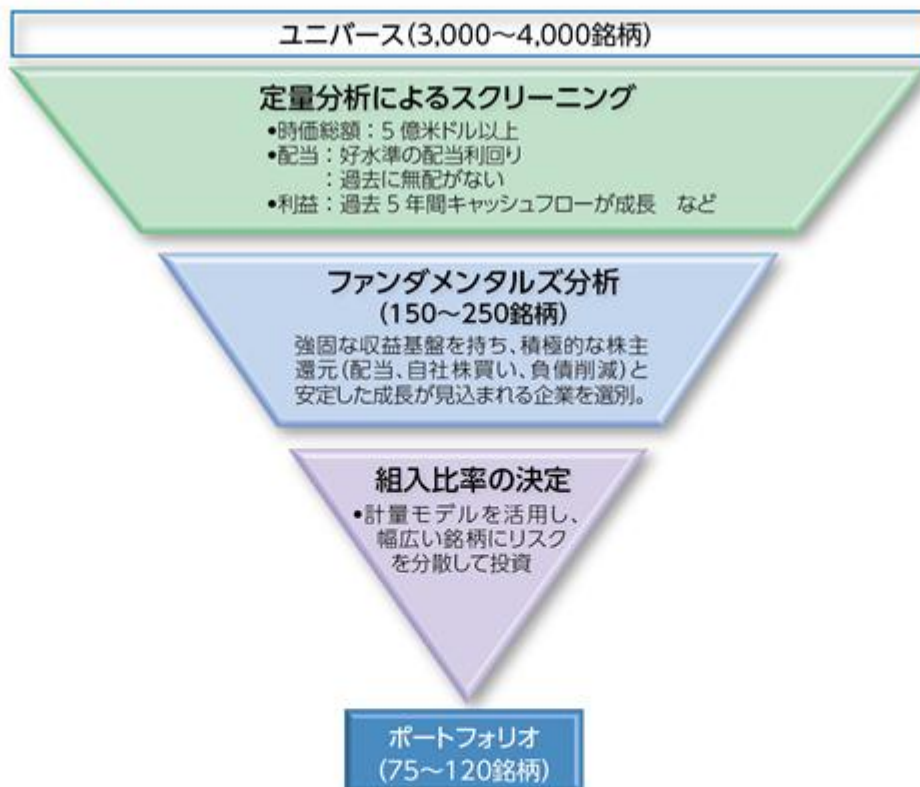 ユニバース(3,000～4,000銘柄)
定量分析によるスクリーニング
•時価総額：5 億米ドル以上
•配当：好水準の配当利回り
：過去に無配がない
•利益：過去 5 年間キャッシュフローが成長　など
ファンダメンタルズ分析
(150～250銘柄)
強固な収益基盤を持ち、積極的な株主
還元(配当、自社株買い、負債削減)と
安定した成長が見込まれる企業を選別。
組入比率の決定
•計量モデルを活用し、
幅広い銘柄にリスク
を分散して投資
ポートフォリオ
(75～120銘柄)